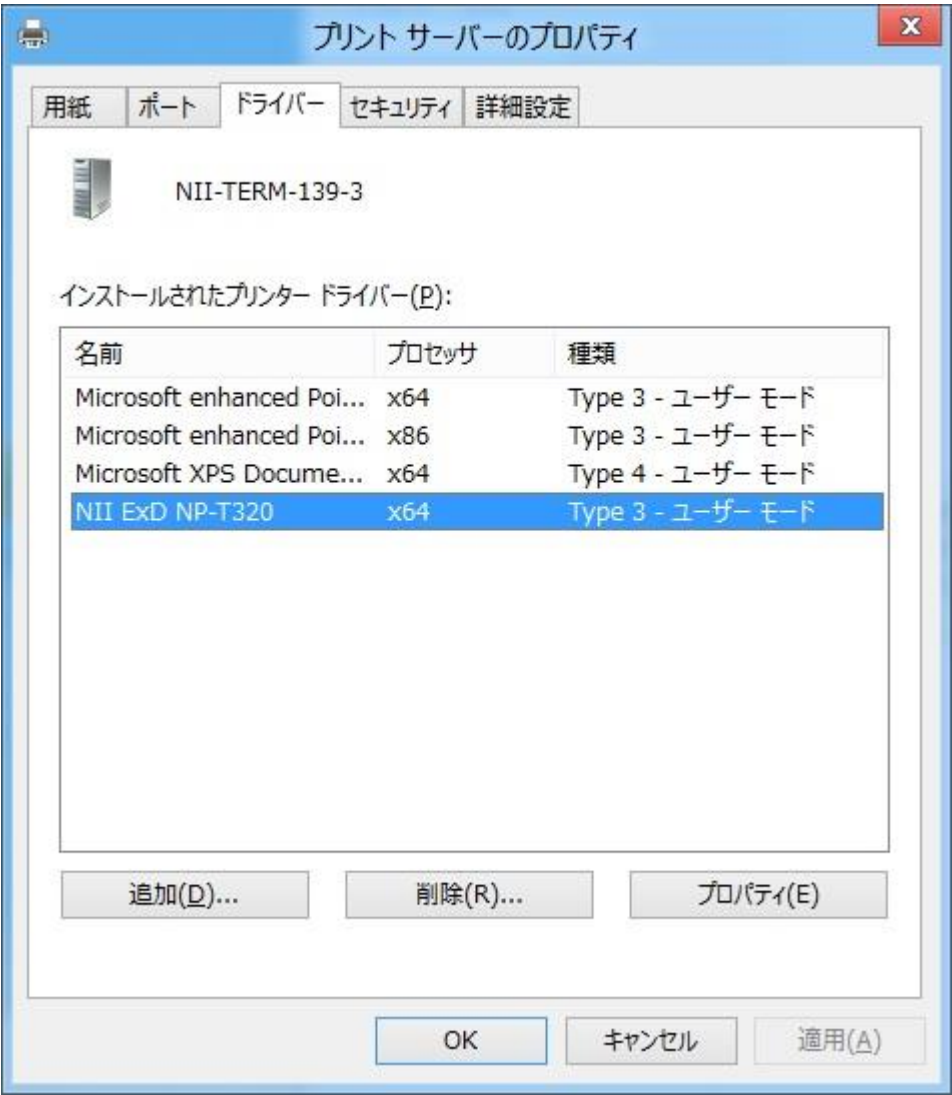 プリント サーバーのプロパティ
用紙 ポート ドライバー セキュリティ 詳細設定
NII-TERM-139-3
インストールされたプリンター ドライバー(P):
名前 プロセッサ 種類
Microsoft enhanced Poi... x64 Type 3 - ユーザー モード
Microsoft enhanced Poi... x86 Type 3 - ユーザー モード
Microsoft XPS Docume... x64 Type 4 - ユーザー モード
NII ExD NP-T320 x64 Type 3 - ユーザー モード
追加(D)... 削除(R)... プロパティ(E)
OK キャンセル 適用(A)